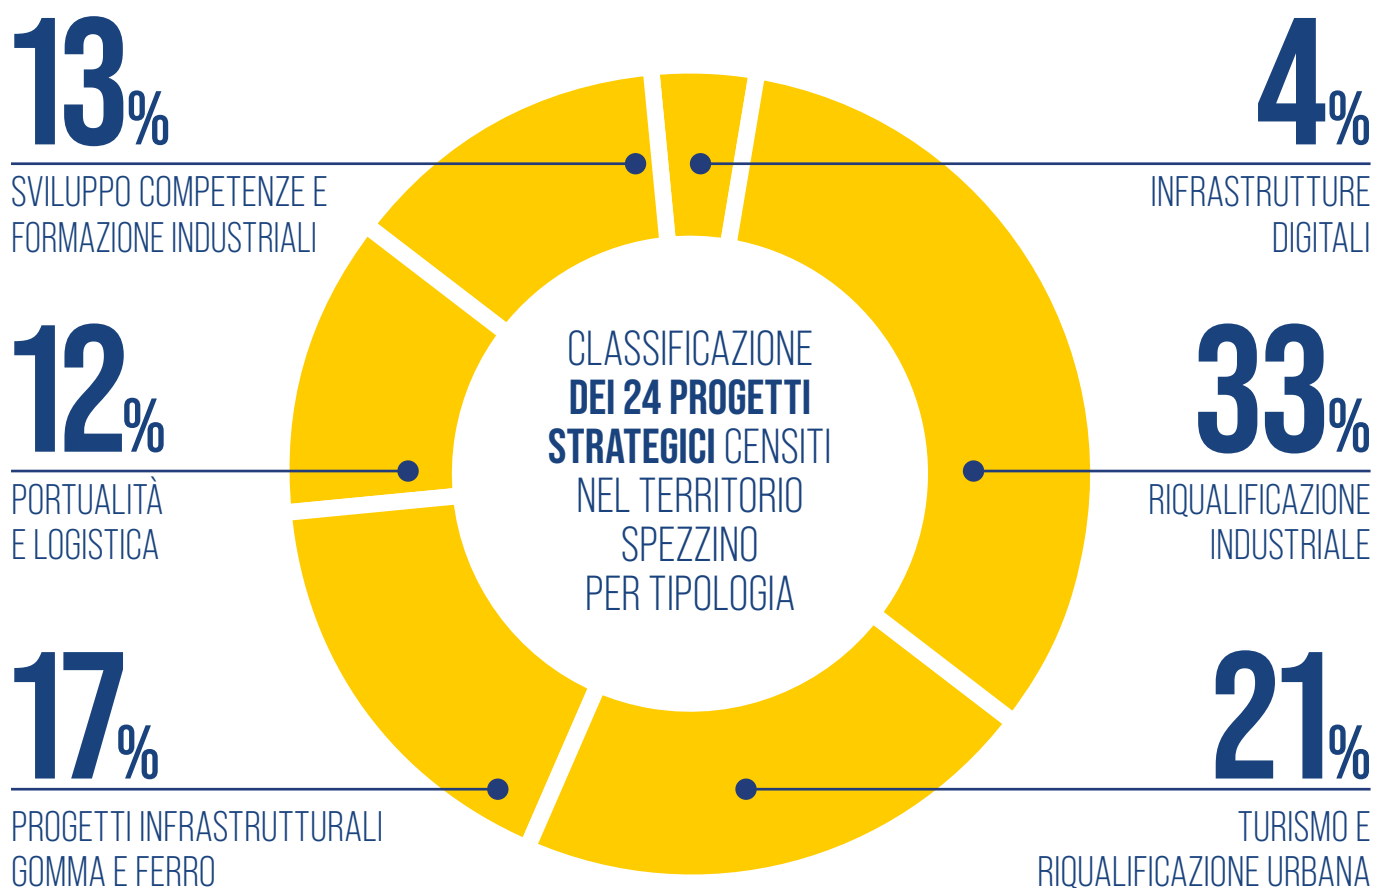 13%
SVILUPPO COMPETENZE E
FORMAZIONE INDUSTRIALI
12%
PORTUALITÀ
E LOGISTICA
17%
PROGETTI INFRASTRUTTURALI
GOMMA E FERRO
CLASSIFICAZIONE
DEI 24 PROGETTI
STRATEGICI CENSITI
NEL TERRITORIO
SPEZZINO
PER TIPOLOGIA
4%
INFRASTRUTTURE
DIGITALI
33%
RIQUALIFICAZIONE
INDUSTRIALE
21%
TURISMO E
RIQUALIFICAZIONE URBANA